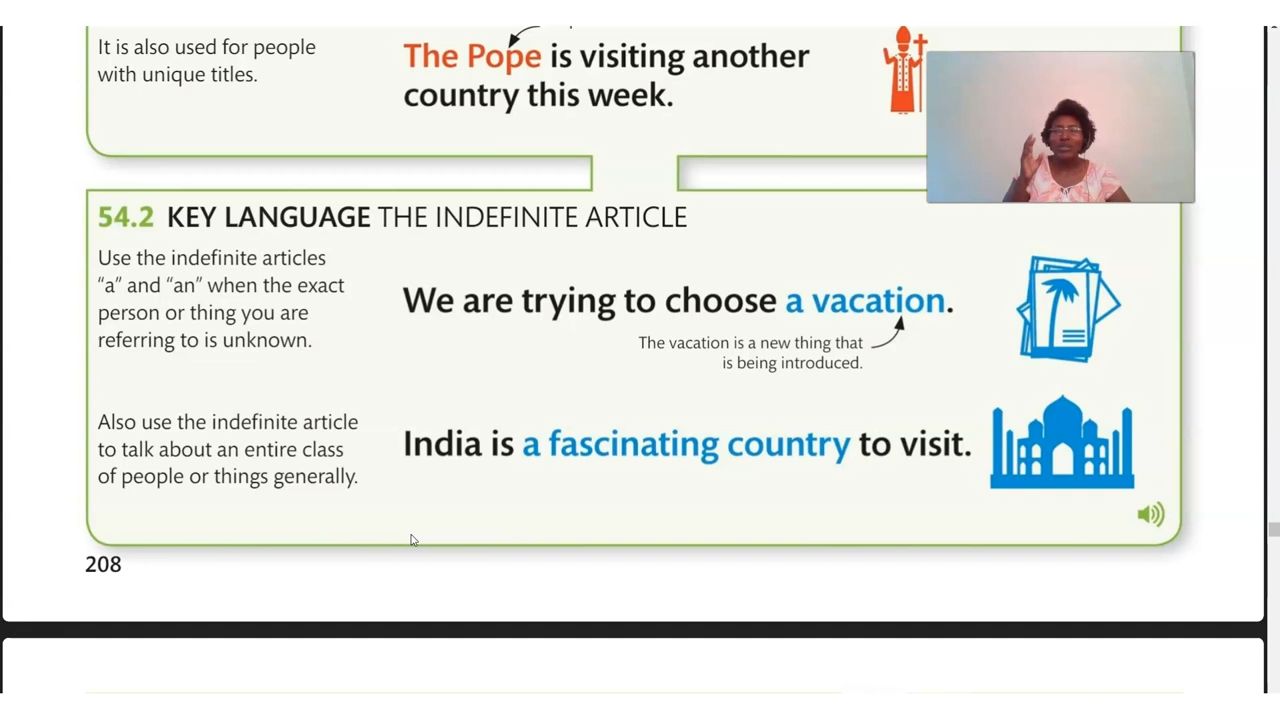 It is also used for people
with unique titles.
The Pope is visiting another
country this week.
54.2 KEY LANGUAGE THE INDEFINITE ARTICLE
Use the indefinite articles
“a” and “an” when the exact
person or thing you are
referring to is unknown.
We are trying to choose a vacation.
The vacation is a new thing that
is being introduced.
Also use the indefinite article
to talk about an entire class
of people or things generally.
India is a fascinating country to visit.
208